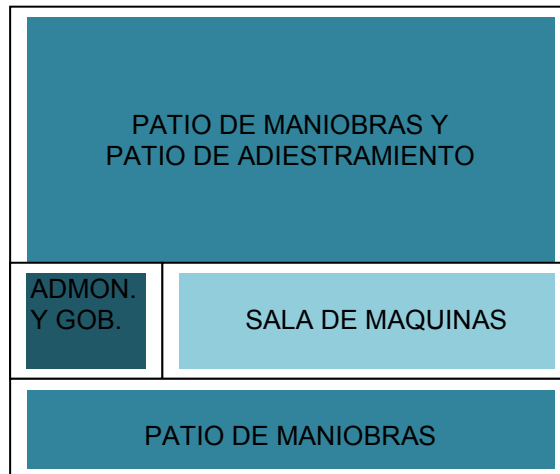 PATIO DE MANIOBRAS Y
PATIO DE ADIESTRAMIENTO
ADMON.
Y GOB.
SALA DE MAQUINAS
PATIO DE MANIOBRAS